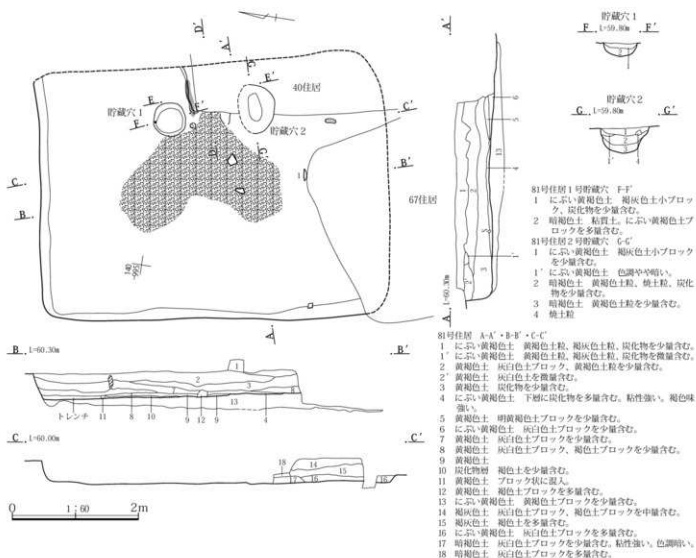 貯蔵穴1
F L=59.80m F′
貯蔵穴2
G L=59.80m G′
81号住居1号貯蔵穴 F-F′
1 にぶい黄褐色土 褐灰色土小ブロッ
ク、炭化物を少量含む。
2 暗褐色土 粘質土。にぶい黄褐色土ブ
ロックを多量含む。
81号住居2号貯蔵穴 G-G′
1 にぶい黄褐色土 褐灰色土小ブロック
を少量含む。
1′ にぶい黄褐色土 色調やや暗い。
2 暗褐色土 黄褐色土粒、焼土粒、炭化
物を少量含む。
3 暗褐色土 黄褐色土粒を少量含む。
4 焼土粒
81号住居 A-A′・B-B′・C-C′
1 にぶい黄褐色土 黄褐色土粒、褐灰色土粒、炭化物を少量含む。
1′ にぶい黄褐色土 黄褐色土粒、褐灰色土粒、炭化物を微量含む。
2 黄褐色土 灰白色土ブロック、黄褐色土粒を少量含む。
2′ 黄褐色土 灰白色土を微量含む。
3 黄褐色土 炭化物を少量含む。
4 にぶい黄褐色土 下層に炭化物を多量含む。粘性強い。褐色味
強い。
5 黄褐色土 明黄褐色土ブロックを少量含む。
6 にぶい黄褐色土 灰白色土ブロックを少量含む。
7 黄褐色土 灰白色土ブロックを少量含む。
8 黄褐色土 灰白色土ブロック、褐色土ブロックを少量含む。
9 黄褐色土
10 炭化物層 褐色土を少量含む。
11 黄褐色土 ブロック状に混入。
12 黄褐色土 褐色土ブロックを多量含む。
13 にぶい黄褐色土 黄褐色土ブロックを少量含む。
14 褐灰色土 灰白色土ブロック、褐色土ブロックを中量含む。
15 褐灰色土 褐色土を多量含む。
16 にぶい黄褐色土 灰白色土ブロックを多量含む。
17 暗褐色土 灰白色土ブロックを少量含む。粘性強い。色調暗い。
18 暗褐色土 灰白色土ブロックを多量含む。
D′
A′
G′
E E′
40住居
貯蔵穴1
F F′
C′
貯蔵穴2
D
G
B′
C
67住居
B
140
-995
A
A′
A L=60.30m
B L=60.30m B′
トレンチ 11 8 10 9 12 9 13 4
C L=60.00m C′
18 14 15 17 16 16
0 1:60 2m